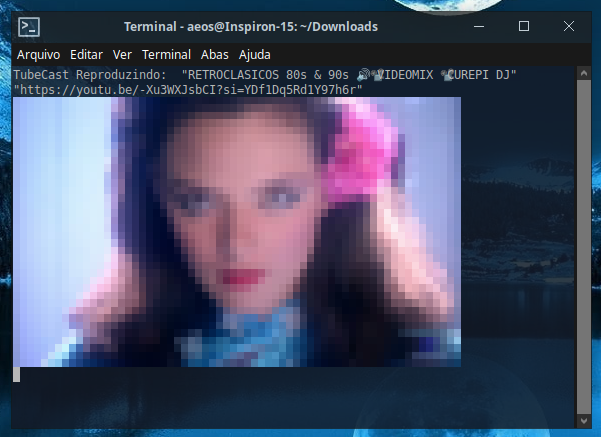 Terminal - aeos@Inspiron-15: ~/Downloads
Arquivo Editar Ver Terminal Abas Ajuda
TubeCast Reproduzindo: "RETROCLASICOS 80s & 90s 🔊📽VIDEOMIX 📽CUREPI DJ"
"https://youtu.be/-Xu3WXJsbCI?si=YDf1Dq5Rd1Y97h6r"